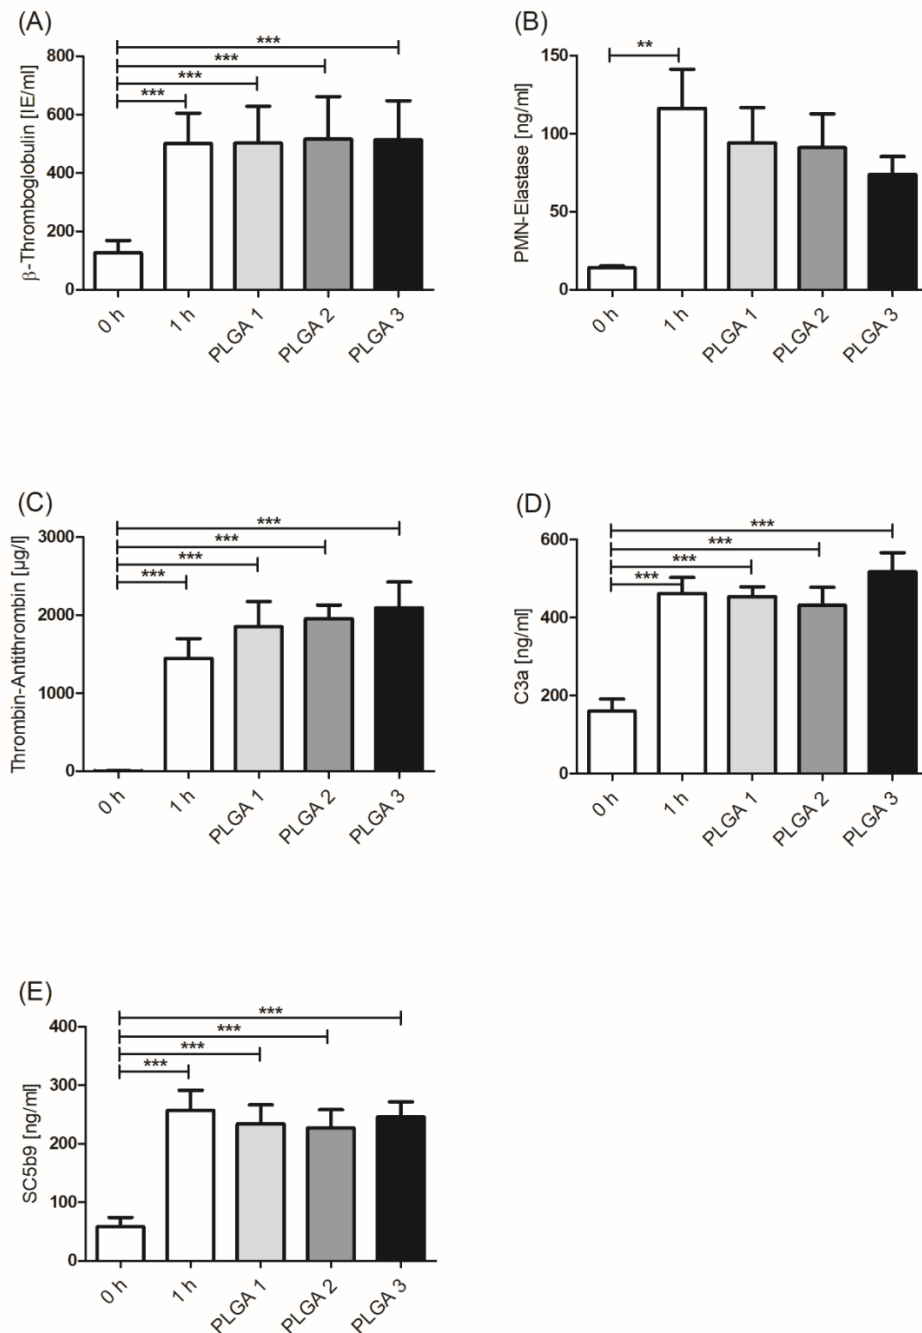 (A)
β-Thromboglobulin [IE/ml]
800
600
400
200
0
***
***
***
***
0 h
1 h
PLGA 1
PLGA 2
PLGA 3
(B)
PMN-Elastase [ng/ml]
150
100
50
0
**
0 h
1 h
PLGA 1
PLGA 2
PLGA 3
(C)
Thrombin-Antithrombin [µg/l]
3000
2000
1000
0
***
***
***
***
0 h
1 h
PLGA 1
PLGA 2
PLGA 3
(D)
C3a [ng/ml]
600
400
200
0
***
***
***
***
0 h
1 h
PLGA 1
PLGA 2
PLGA 3
(E)
SC5b9 [ng/ml]
400
300
200
100
0
***
***
***
***
0 h
1 h
PLGA 1
PLGA 2
PLGA 3